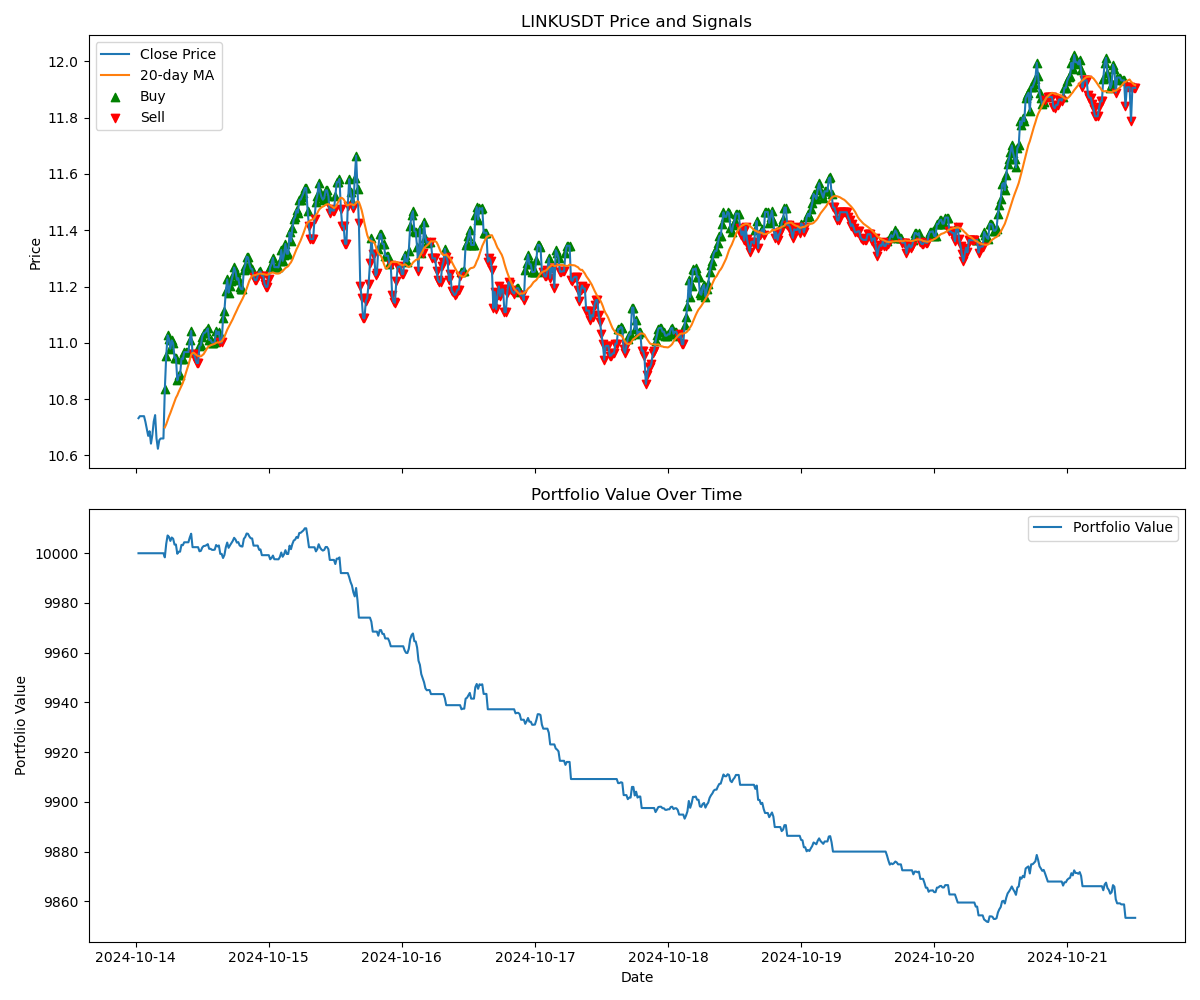 LINKUSDT Price and Signals
Close Price
20-day MA
Buy
Sell
Price
12.0
11.8
11.6
11.4
11.2
11.0
10.8
10.6
Portfolio Value Over Time
Portfolio Value
Portfolio Value
10000
9980
9960
9940
9920
9900
9880
9860
2024-10-14 2024-10-15 2024-10-16 2024-10-17 2024-10-18 2024-10-19 2024-10-20 2024-10-21
Date